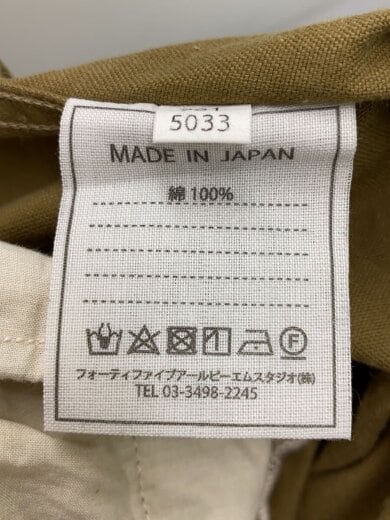 5033
MADE IN JAPAN
綿 100%
フォーティファイブアールピーエムスタジオ(株)
TEL 03-3498-2245